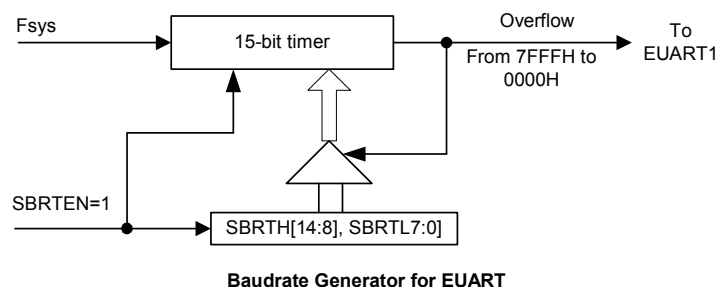 Fsys
15-bit timer
Overflow
From 7FFFH to
0000H
To
EUART1
SBRTEN=1
SBRTH[14:8], SBRTL7:0]
Baudrate Generator for EUART